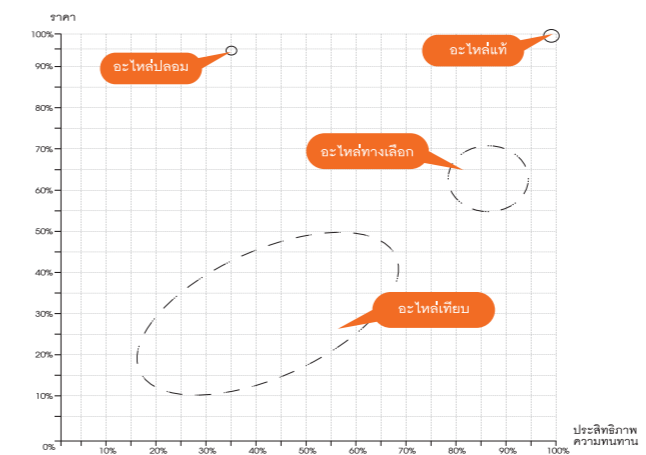 ราคา
100%
อะไหล่แท้
90%
อะไหล่ปลอม
80%
70%
อะไหล่ทางเลือก
60%
50%
40%
30%
อะไหล่เทียบ
20%
10%
0%
10% 20% 30% 40% 50% 60% 70% 80% 90% 100%
ประสิทธิภาพ
ความทนทาน